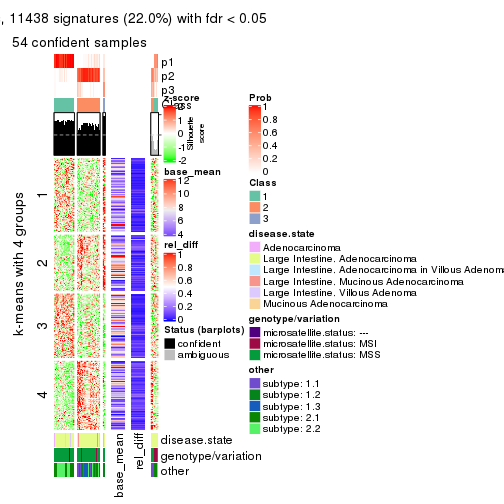 , 11438 signatures (22.0%) with fdr < 0.05
54 confident samples
p1
p2
p3
Class
z-score
2
1
0
-1
-2
Silhouette
score
base_mean
12
10
8
6
4
rel_diff
1
0.8
0.6
0.4
0.2
0
Status (barplots)
confident
ambiguous
k-means with 4 groups
1
2
3
4
disease.state
genotype/variation
other
base_mean
rel_diff
Prob
1
0.8
0.6
0.4
0.2
0
Class
1
2
3
disease.state
Adenocarcinoma
Large Intestine. Adenocarcinoma
Large Intestine. Adenocarcinoma in Villous Adenom
Large Intestine. Mucinous Adenocarcinoma
Large Intestine. Villous Adenoma
Mucinous Adenocarcinoma
genotype/variation
microsatellite.status: ---
microsatellite.status: MSI
microsatellite.status: MSS
other
subtype: 1.1
subtype: 1.2
subtype: 1.3
subtype: 2.1
subtype: 2.2